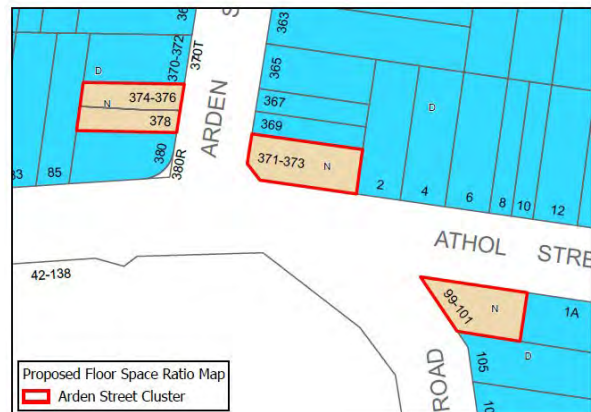 36
370-372
370T
S
363
365
367
369
371-373
N
D
D
N
374-376
378
380
380R
ARDEN
33
85
2
4
6
8
10
12
ATHOL STRE
42-138
99-101
N
1A
D
105
10
ROAD
Proposed Floor Space Ratio Map
Arden Street Cluster